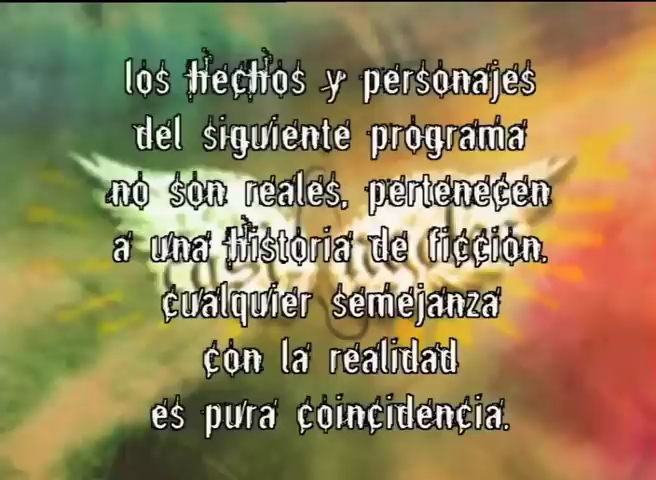 los hechos y personajes
del siguiente programa
no son reales, pertenecen
a una historia de ficción.
cualquier semejanza
con la realidad
es pura coincidencia.